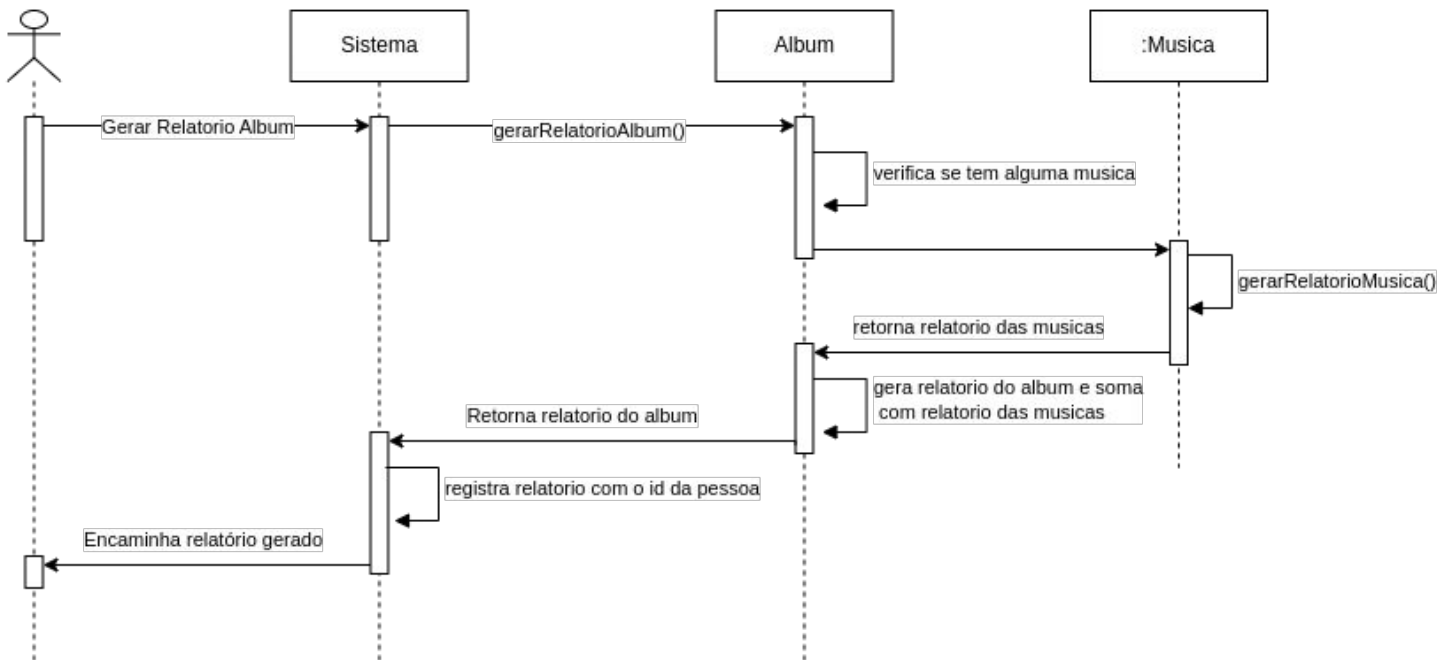 Sistema
Album
:Musica
Gerar Relatorio Album
gerarRelatorioAlbum()
verifica se tem alguma musica
gerarRelatorioMusica()
retorna relatorio das musicas
gera relatorio do album e soma
com relatorio das musicas
Retorna relatorio do album
registra relatorio com o id da pessoa
Encaminha relatório gerado